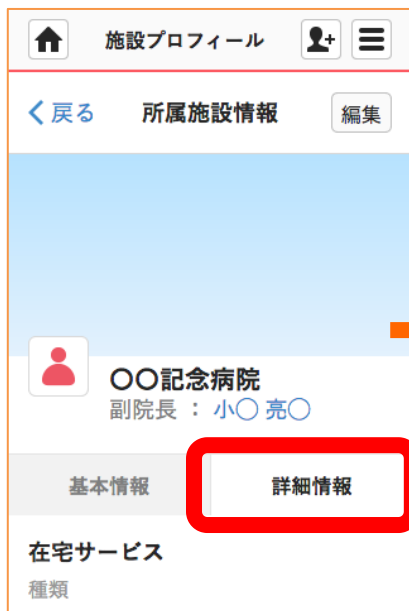 施設プロフィール
戻る 所属施設情報 編集
〇〇記念病院
副院長 ： 小〇 亮〇
基本情報 詳細情報
在宅サービス
種類